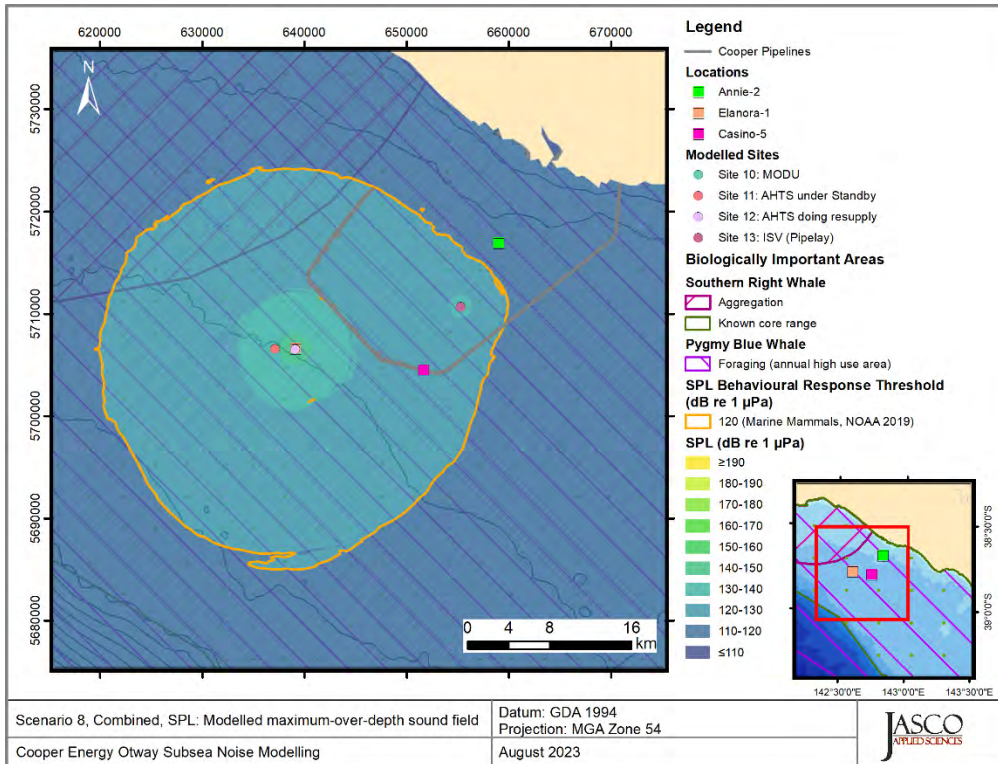 620000 630000 640000 650000 660000 670000
5730000
5720000
5710000
5700000
5690000
5680000
N
0 4 8 16
km
Legend
Cooper Pipelines
Locations
Annie-2
Elanora-1
Casino-5
Modelled Sites
Site 10: MODU
Site 11: AHTS under Standby
Site 12: AHTS doing resupply
Site 13: ISV (Pipelay)
Biologically Important Areas
Southern Right Whale
Aggregation
Known core range
Pygmy Blue Whale
Foraging (annual high use area)
SPL Behavioural Response Threshold
(dB re 1 µPa)
120 (Marine Mammals, NOAA 2019)
SPL (dB re 1 µPa)
≥190
180-190
170-180
160-170
150-160
140-150
130-140
120-130
110-120
≤110
38°30'0"S
39°0'0"S
142°30'0"E 143°0'0"E 143°30'0"E
Scenario 8, Combined, SPL: Modelled maximum-over-depth sound field
Datum: GDA 1994
Projection: MGA Zone 54
Cooper Energy Otway Subsea Noise Modelling
August 2023
JASCO
APPLIED SCIENCES